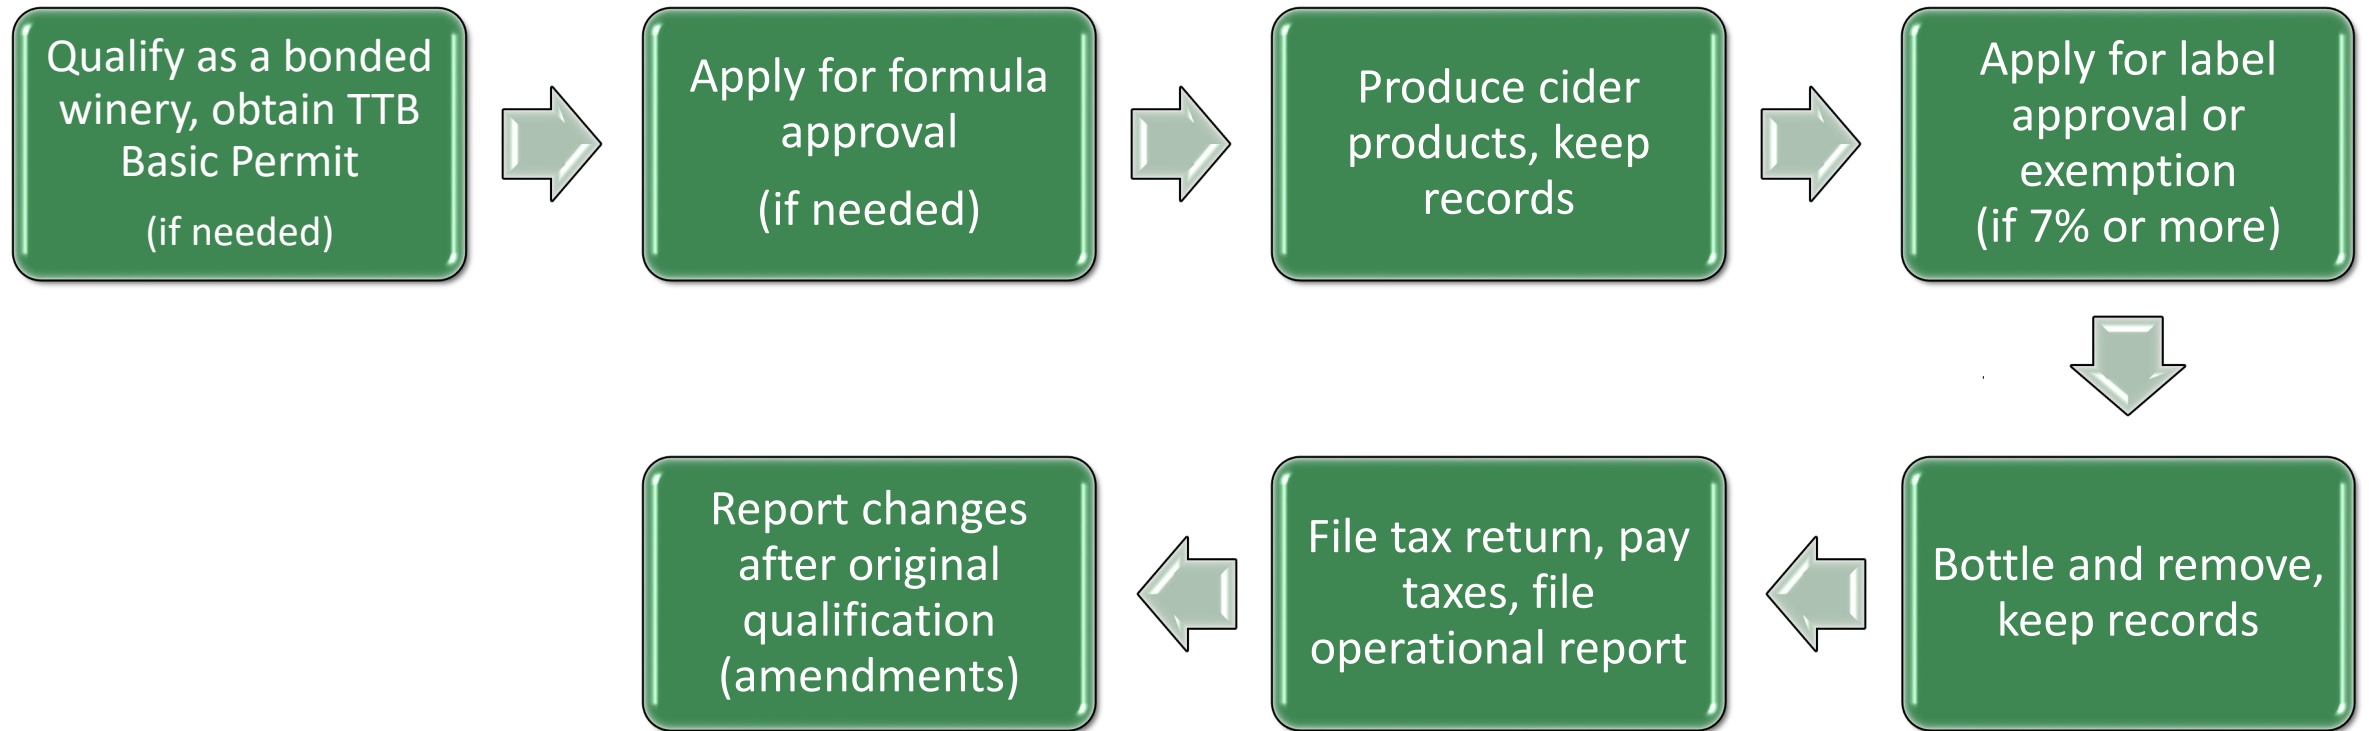 Qualify as a bonded
winery, obtain TTB
Basic Permit
(if needed)
Apply for formula
approval
(if needed)
Produce cider
products, keep
records
Apply for label
approval or
exemption
(if 7% or more)
Bottle and remove,
keep records
File tax return, pay
taxes, file
operational report
Report changes
after original
qualification
(amendments)